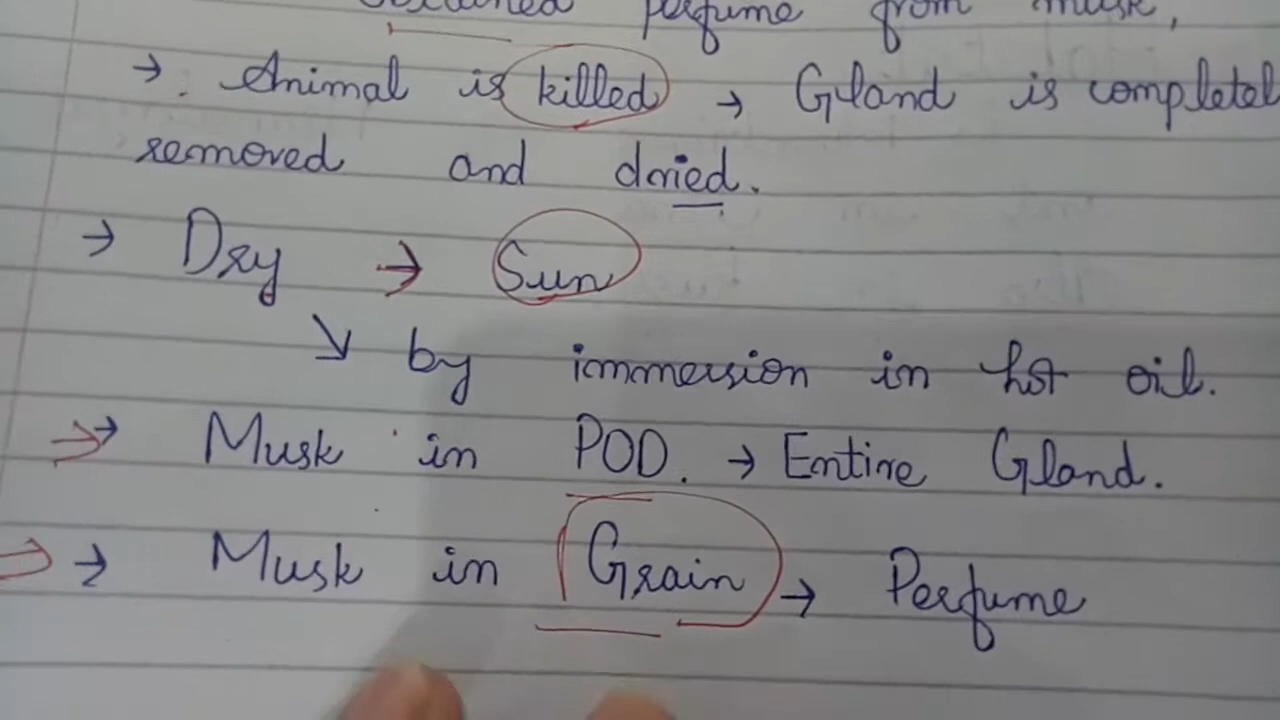 perfume from musk,
→ Animal is killed → Gland is completel
removed and dried.
→ Dry → Sun
↘ by immersion in hot oil.
→ Musk in POD. → Entire Gland.
→ Musk in Grain → Perfume